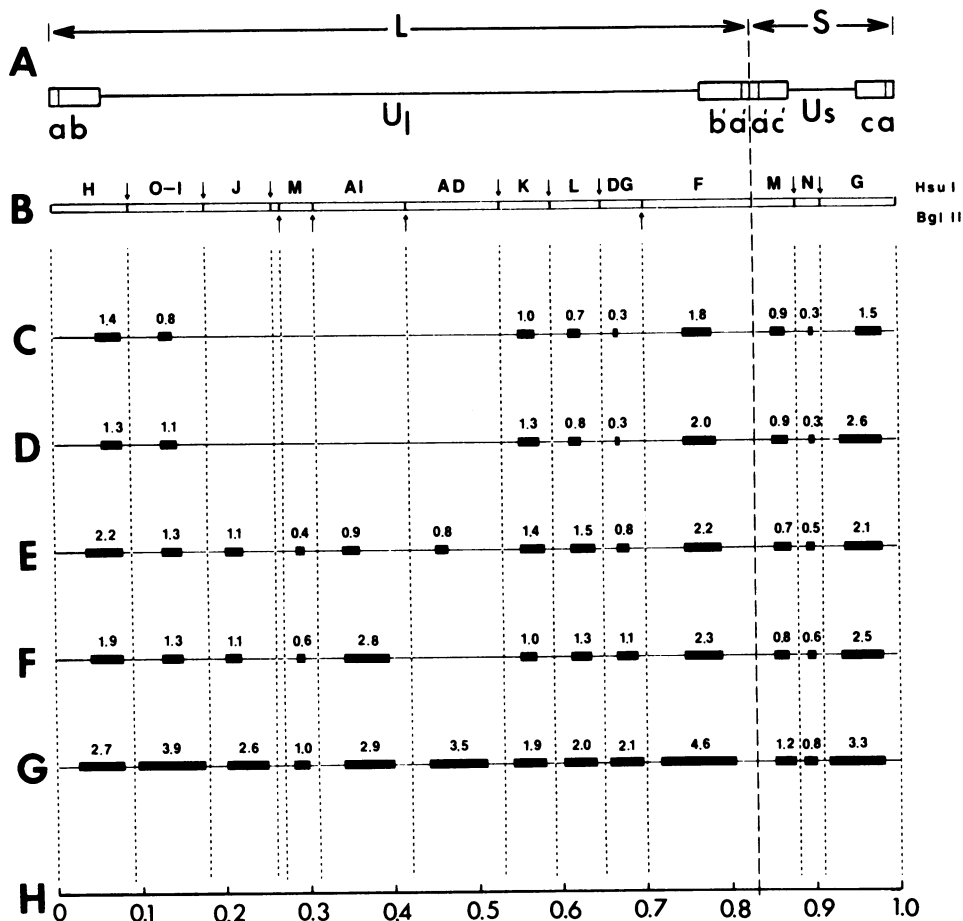 L S
A
ab U₁ b'a' a'c' Us ca
H O-I J M AI AD K L DG F M N G Hsu I
B Bgl II
1.4 0.8 1.0 0.7 0.3 1.8 0.9 0.3 1.5
C
1.3 1.1 1.3 0.8 0.3 2.0 0.9 0.3 2.6
D
2.2 1.3 1.1 0.4 0.9 0.8 1.4 1.5 0.8 2.2 0.7 0.5 2.1
E
1.9 1.3 1.1 0.6 2.8 1.0 1.3 1.1 2.3 0.8 0.6 2.5
F
2.7 3.9 2.6 1.0 2.9 3.5 1.9 2.0 2.1 4.6 1.2 0.8 3.3
G
H
0 0.1 0.2 0.3 0.4 0.5 0.6 0.7 0.8 0.9 1.0